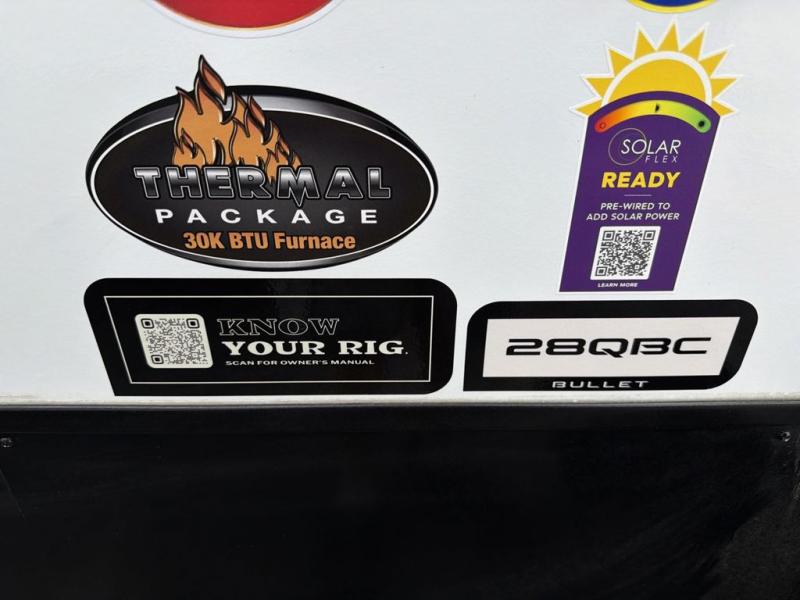 THERMAL
PACKAGE
30K BTU Furnace
SOLAR
FLEX
READY
PRE-WIRED TO
ADD SOLAR POWER
LEARN MORE
KNOW
YOUR RIG.
SCAN FOR OWNER'S MANUAL
28QBC
BULLET